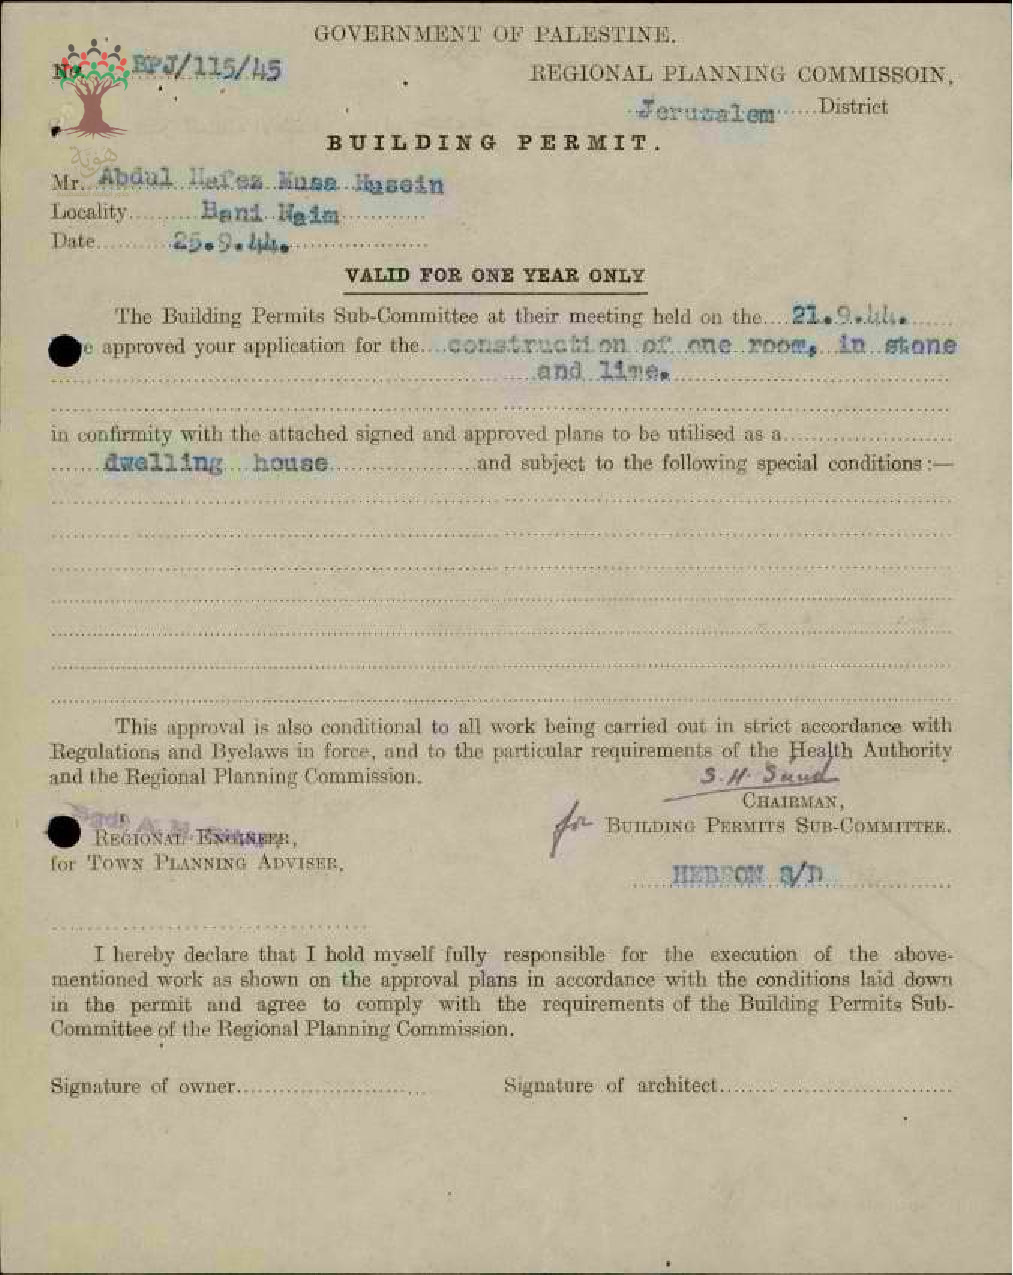 GOVERNMENT OF PALESTINE.
No. BPJ/115/45
REGIONAL PLANNING COMMISSOIN,
Jerusalem District
هوية
BUILDING PERMIT.
Mr. Abdul Hafez Musa Husein
Locality Bani Naim
Date 25.9.44.
VALID FOR ONE YEAR ONLY
The Building Permits Sub-Committee at their meeting held on the 21.9.44.
e approved your application for the construction of one room, in stone
and lime.
in confirmity with the attached signed and approved plans to be utilised as a
dwelling house and subject to the following special conditions :—
This approval is also conditional to all work being carried out in strict accordance with
Regulations and Byelaws in force, and to the particular requirements of the Health Authority
and the Regional Planning Commission.
CHAIRMAN,
REGIONAL ENGINEER,
for BUILDING PERMITS SUB-COMMITTEE.
for TOWN PLANNING ADVISER.
HEBRON S/D
I hereby declare that I hold myself fully responsible for the execution of the above-
mentioned work as shown on the approval plans in accordance with the conditions laid down
in the permit and agree to comply with the requirements of the Building Permits Sub-
Committee of the Regional Planning Commission.
Signature of owner
Signature of architect